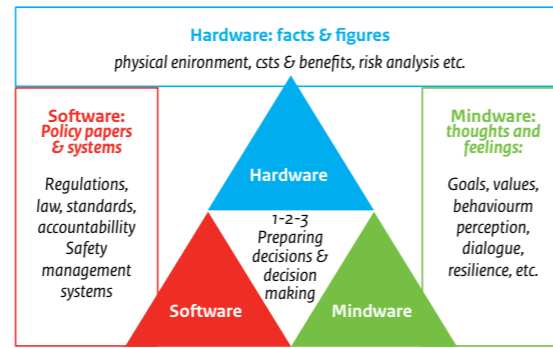 Hardware: facts & figures
physical enironment, csts & benefits, risk analysis etc.
Software:
Policy papers
& systems
Regulations,
law, standards,
accountabillity
Safety
management
systems
Mindware:
thoughts and
feelings:
Goals, values,
behaviourm
perception,
dialogue,
resilience, etc.
Hardware
1-2-3
Preparing
decisions &
decision
making
Software
Mindware